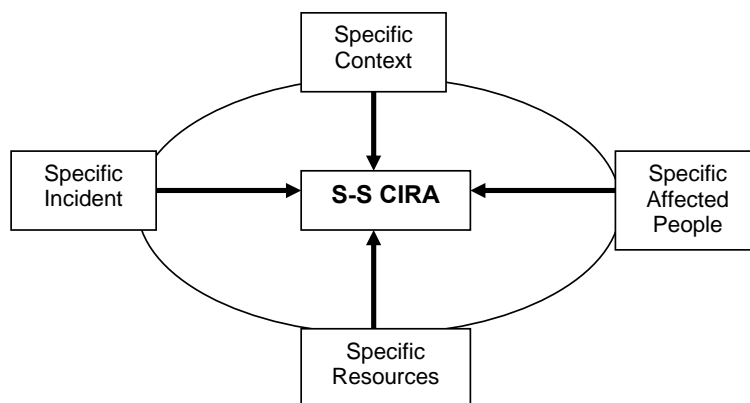 Specific
Context
Specific
Incident
S-S CIRA
Specific
Affected
People
Specific
Resources